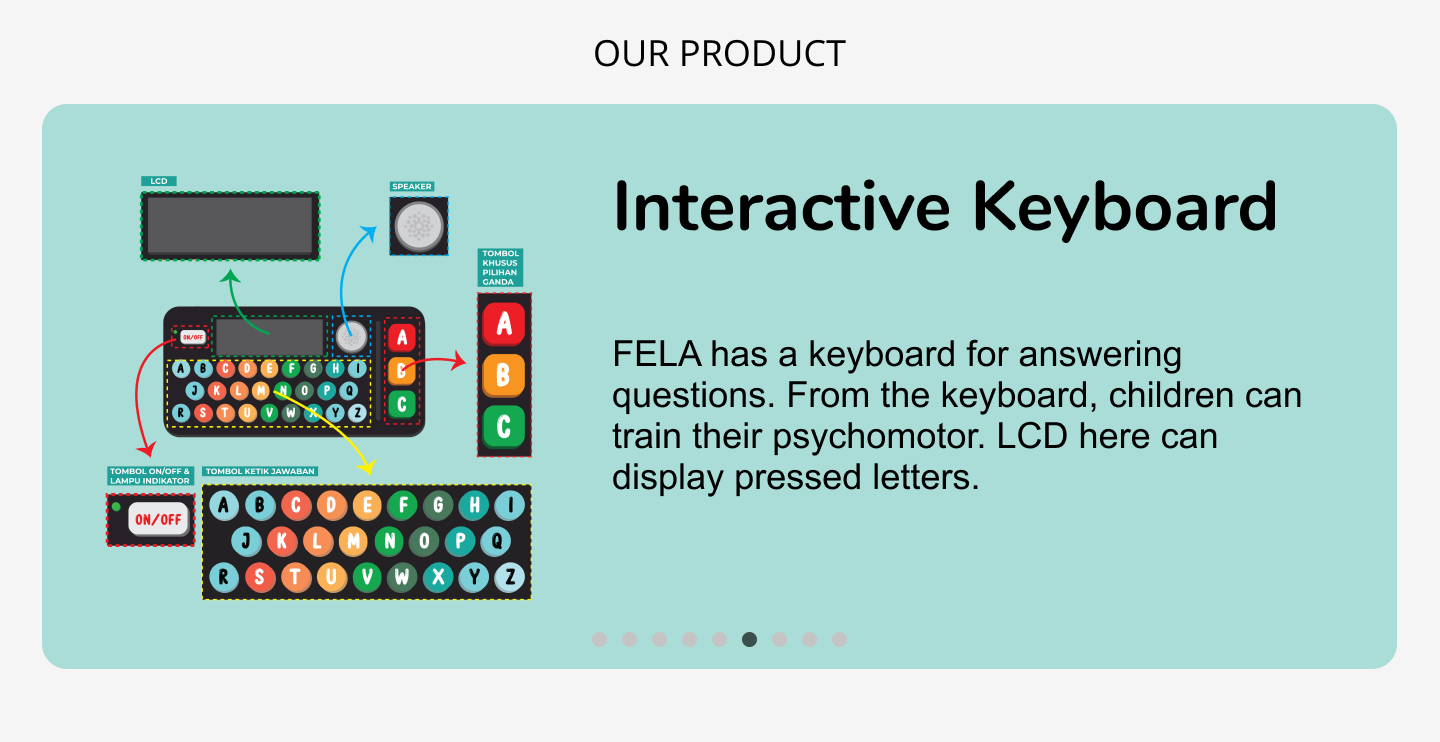 OUR PRODUCT
LCD
SPEAKER
TOMBOL
KHUSUS
PILIHAN
GANDA
A
B
C
ON/OFF
A
B
C
A B C D E F G H I
J K L M N O P Q
R S T U V W X Y Z
TOMBOL ON/OFF &
LAMPU INDIKATOR
ON/OFF
TOMBOL KETIK JAWABAN
A B C D E F G H I
J K L M N O P Q
R S T U V W X Y Z
Interactive Keyboard
FELA has a keyboard for answering
questions. From the keyboard, children can
train their psychomotor. LCD here can
display pressed letters.